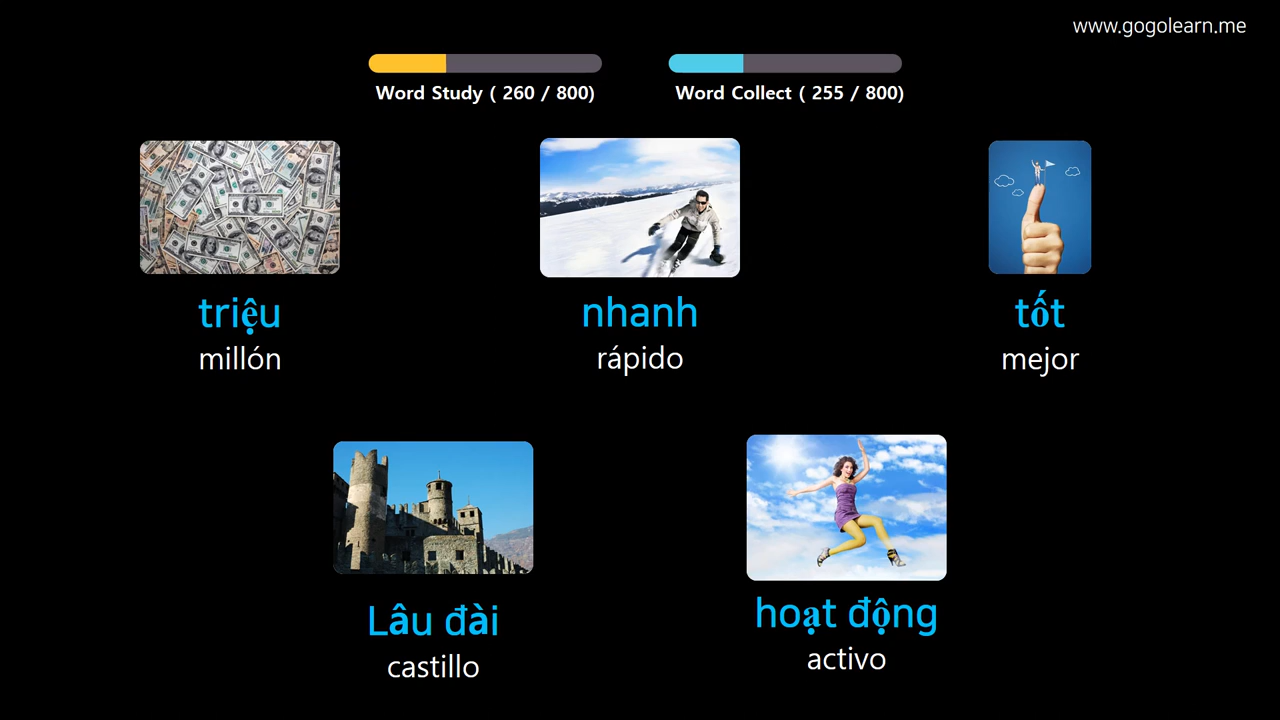 www.gogolearn.me
Word Study ( 260 / 800)
Word Collect ( 255 / 800)
triệu
millón
nhanh
rápido
tốt
mejor
Lâu đài
castillo
hoạt động
activo